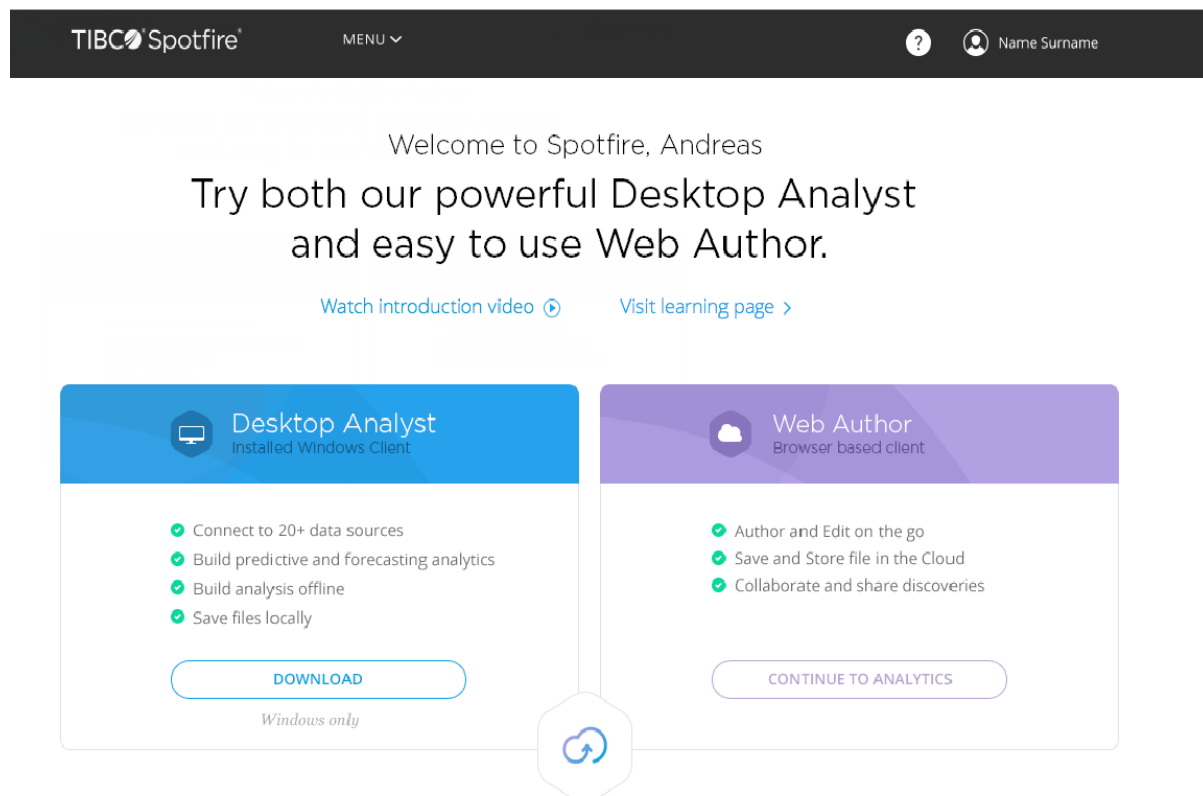 TIBCO Spotfire®
MENU
?
Name Surname
Welcome to Spotfire, Andreas
Try both our powerful Desktop Analyst
and easy to use Web Author.
Watch introduction video
Visit learning page >
Desktop Analyst
Installed Windows Client
Connect to 20+ data sources
Build predictive and forecasting analytics
Build analysis offline
Save files locally
DOWNLOAD
Windows only
Web Author
Browser based client
Author and Edit on the go
Save and Store file in the Cloud
Collaborate and share discoveries
CONTINUE TO ANALYTICS